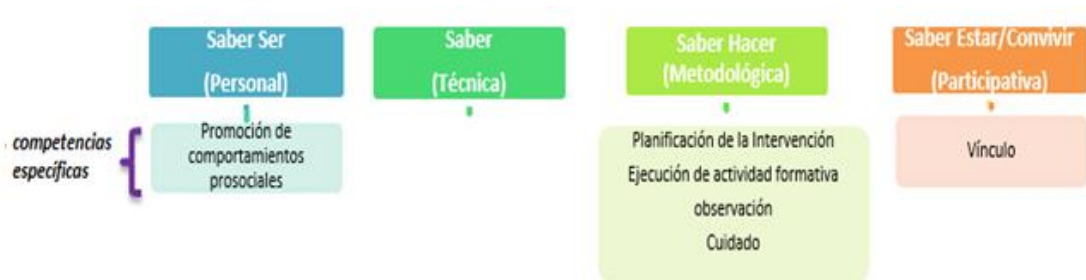 Saber Ser
(Personal)
Saber
(Técnica)
Saber Hacer
(Metodológica)
Saber Estar/Convivir
(Participativa)
competencias
específicas
Promoción de
comportamientos
prosociales
Planificación de la Intervención
Ejecución de actividad formativa
observación
Cuidado
Vínculo